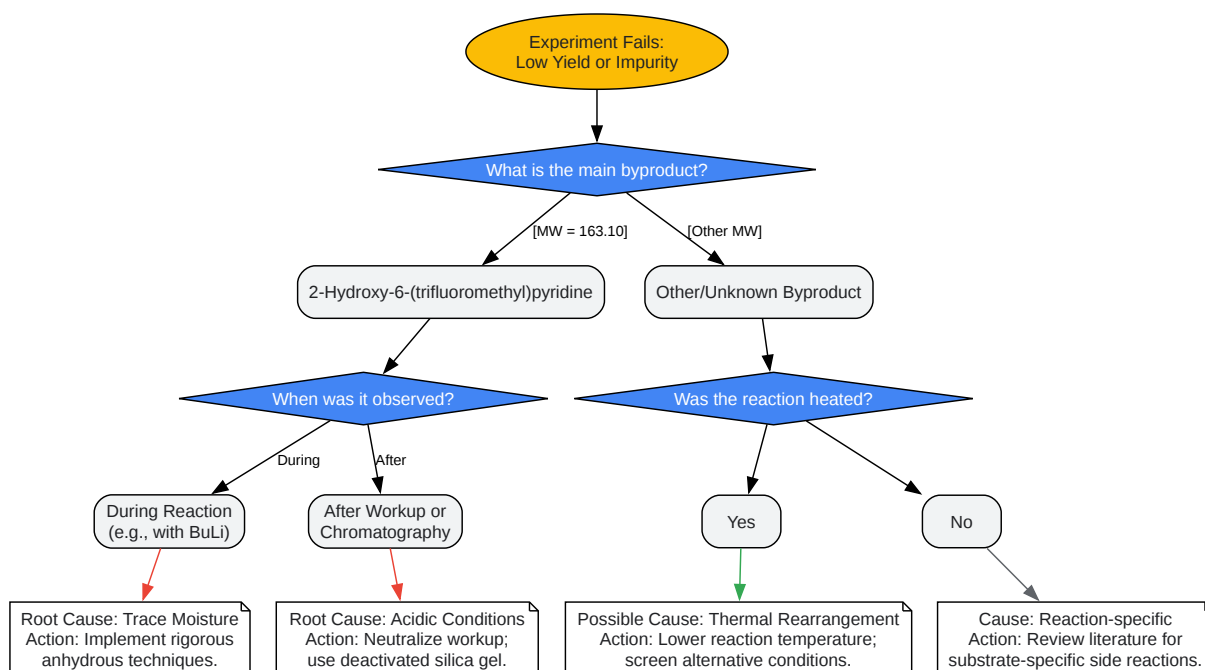 Experiment Fails:
Low Yield or Impurity
What is the main byproduct?
[MW = 163.10]
[Other MW]
2-Hydroxy-6-(trifluoromethyl)pyridine
Other/Unknown Byproduct
When was it observed?
Was the reaction heated?
During
After
During Reaction
(e.g., with BuLi)
After Workup or
Chromatography
Yes
No
Root Cause: Trace Moisture
Action: Implement rigorous
anhydrous techniques.
Root Cause: Acidic Conditions
Action: Neutralize workup;
use deactivated silica gel.
Possible Cause: Thermal Rearrangement
Action: Lower reaction temperature;
screen alternative conditions.
Cause: Reaction-specific
Action: Review literature for
substrate-specific side reactions.